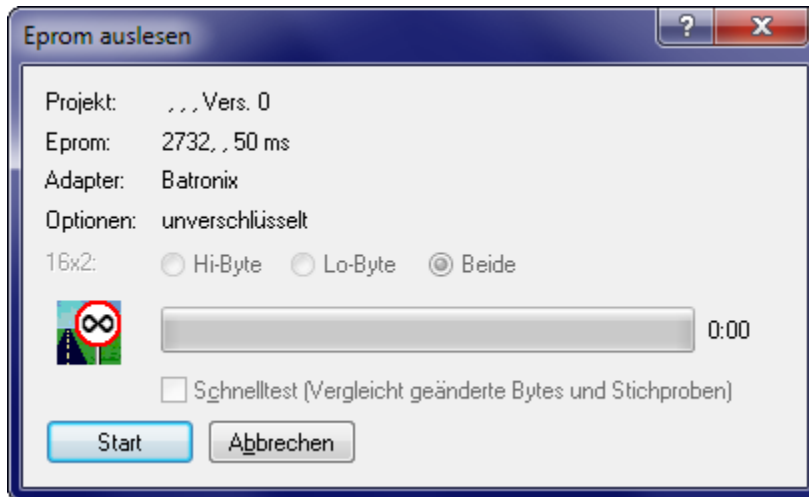 Eprom auslesen
Projekt: , , , Vers. 0
Eprom: 2732, , 50 ms
Adapter: Batronix
Optionen: unverschlüsselt
16x2: Hi-Byte Lo-Byte Beide
0:00
Schnelltest (Vergleicht geänderte Bytes und Stichproben)
Start Abbrechen